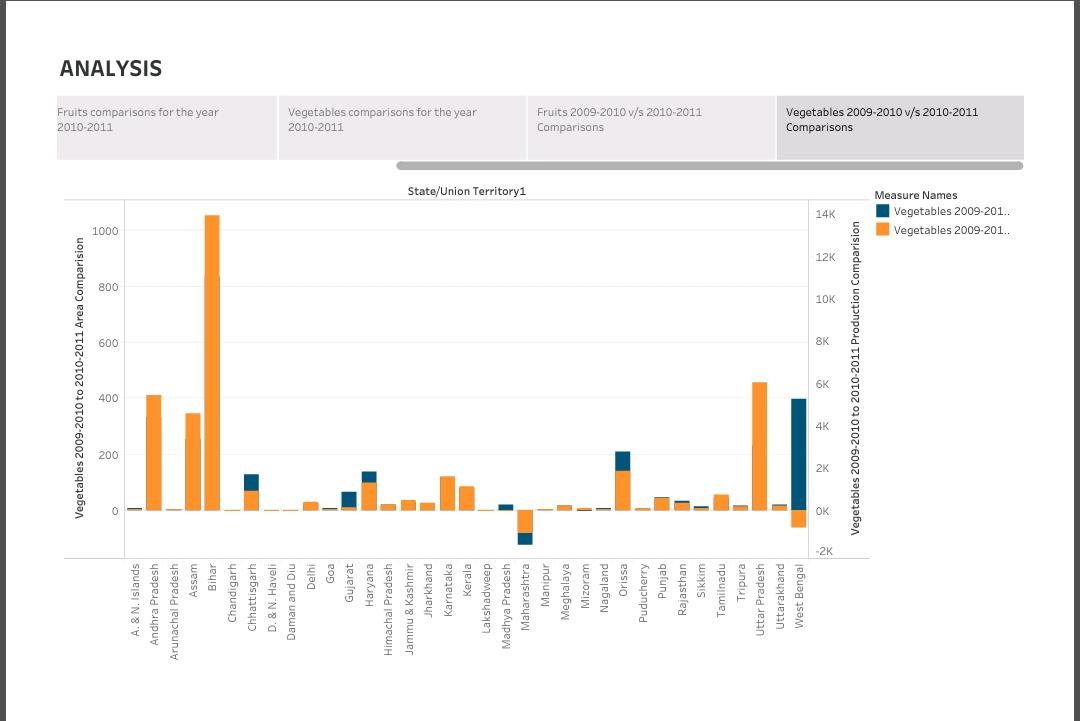 ANALYSIS
Fruits comparisons for the year
2010-2011
Vegetables comparisons for the year
2010-2011
Fruits 2009-2010 v/s 2010-2011
Comparisons
Vegetables 2009-2010 v/s 2010-2011
Comparisons
State/Union Territory1
Measure Names
Vegetables 2009-201..
Vegetables 2009-201..
Vegetables 2009-2010 to 2010-2011 Area Comparision
1000
800
600
400
200
0
14K
12K
10K
8K
6K
4K
2K
0K
-2K
Vegetables 2009-2010 to 2010-2011 Production Comparision
A. & N. Islands
Andhra Pradesh
Arunachal Pradesh
Assam
Bihar
Chandigarh
Chhattisgarh
D. & N. Haveli
Daman and Diu
Delhi
Goa
Gujarat
Haryana
Himachal Pradesh
Jammu & Kashmir
Jharkhand
Karnataka
Kerala
Lakshadweep
Madhya Pradesh
Maharashtra
Manipur
Meghalaya
Mizoram
Nagaland
Orissa
Puducherry
Punjab
Rajasthan
Sikkim
Tamilnadu
Tripura
Uttar Pradesh
Uttarakhand
West Bengal